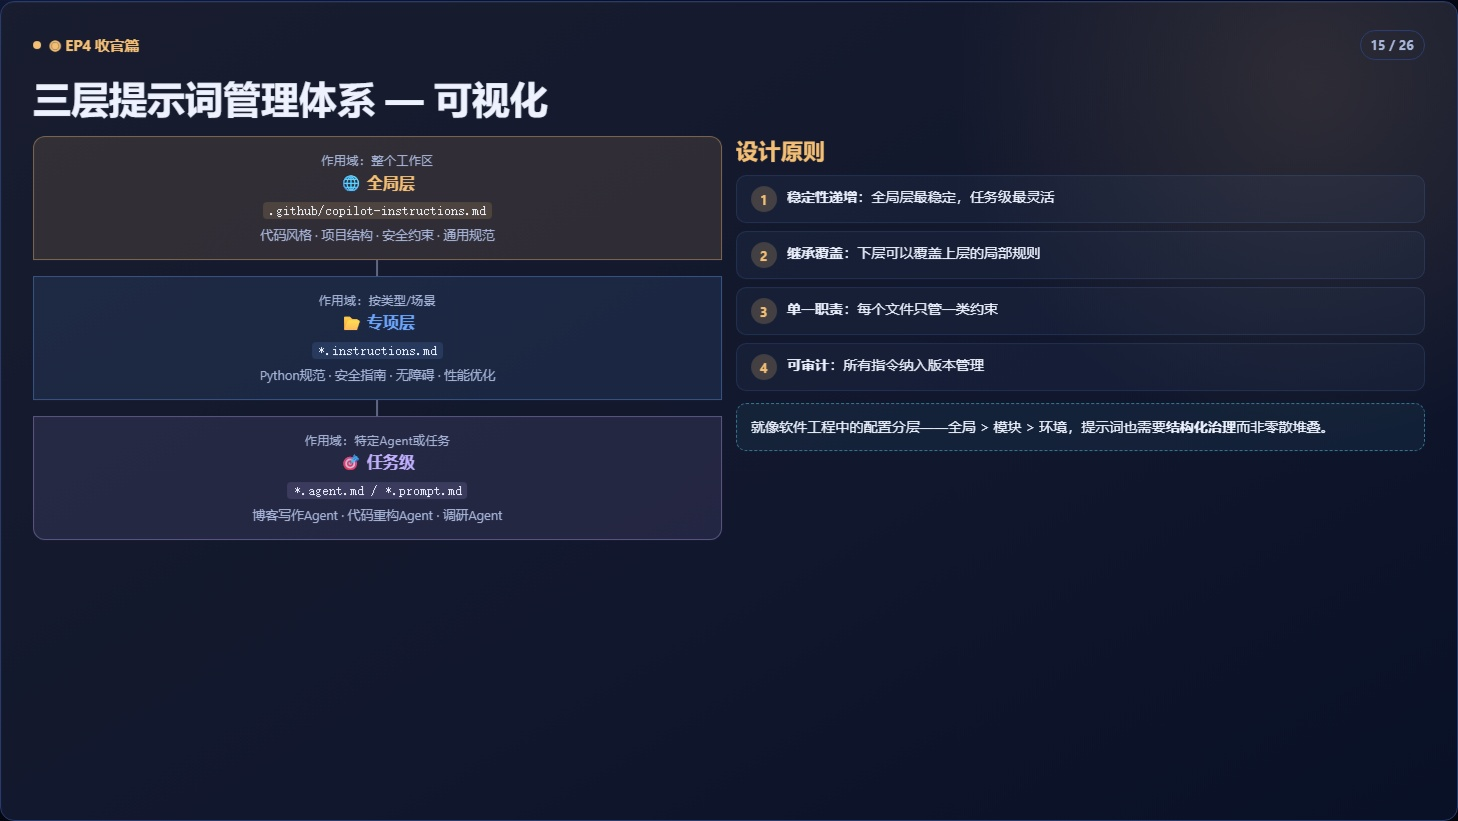 EP4 收官篇
15 / 26
三层提示词管理体系 — 可视化
作用域：整个工作区
全局层
.github/copilot-instructions.md
代码风格 · 项目结构 · 安全约束 · 通用规范
作用域：按类型/场景
专项层
*.instructions.md
Python规范 · 安全指南 · 无障碍 · 性能优化
作用域：特定Agent或任务
任务级
*.agent.md / *.prompt.md
博客写作Agent · 代码重构Agent · 调研Agent
设计原则
1 稳定性递增：全局层最稳定，任务级最灵活
2 继承覆盖：下层可以覆盖上层的局部规则
3 单一职责：每个文件只管一类约束
4 可审计：所有指令纳入版本管理
就像软件工程中的配置分层——全局 > 模块 > 环境，提示词也需要结构化治理而非零散堆叠。